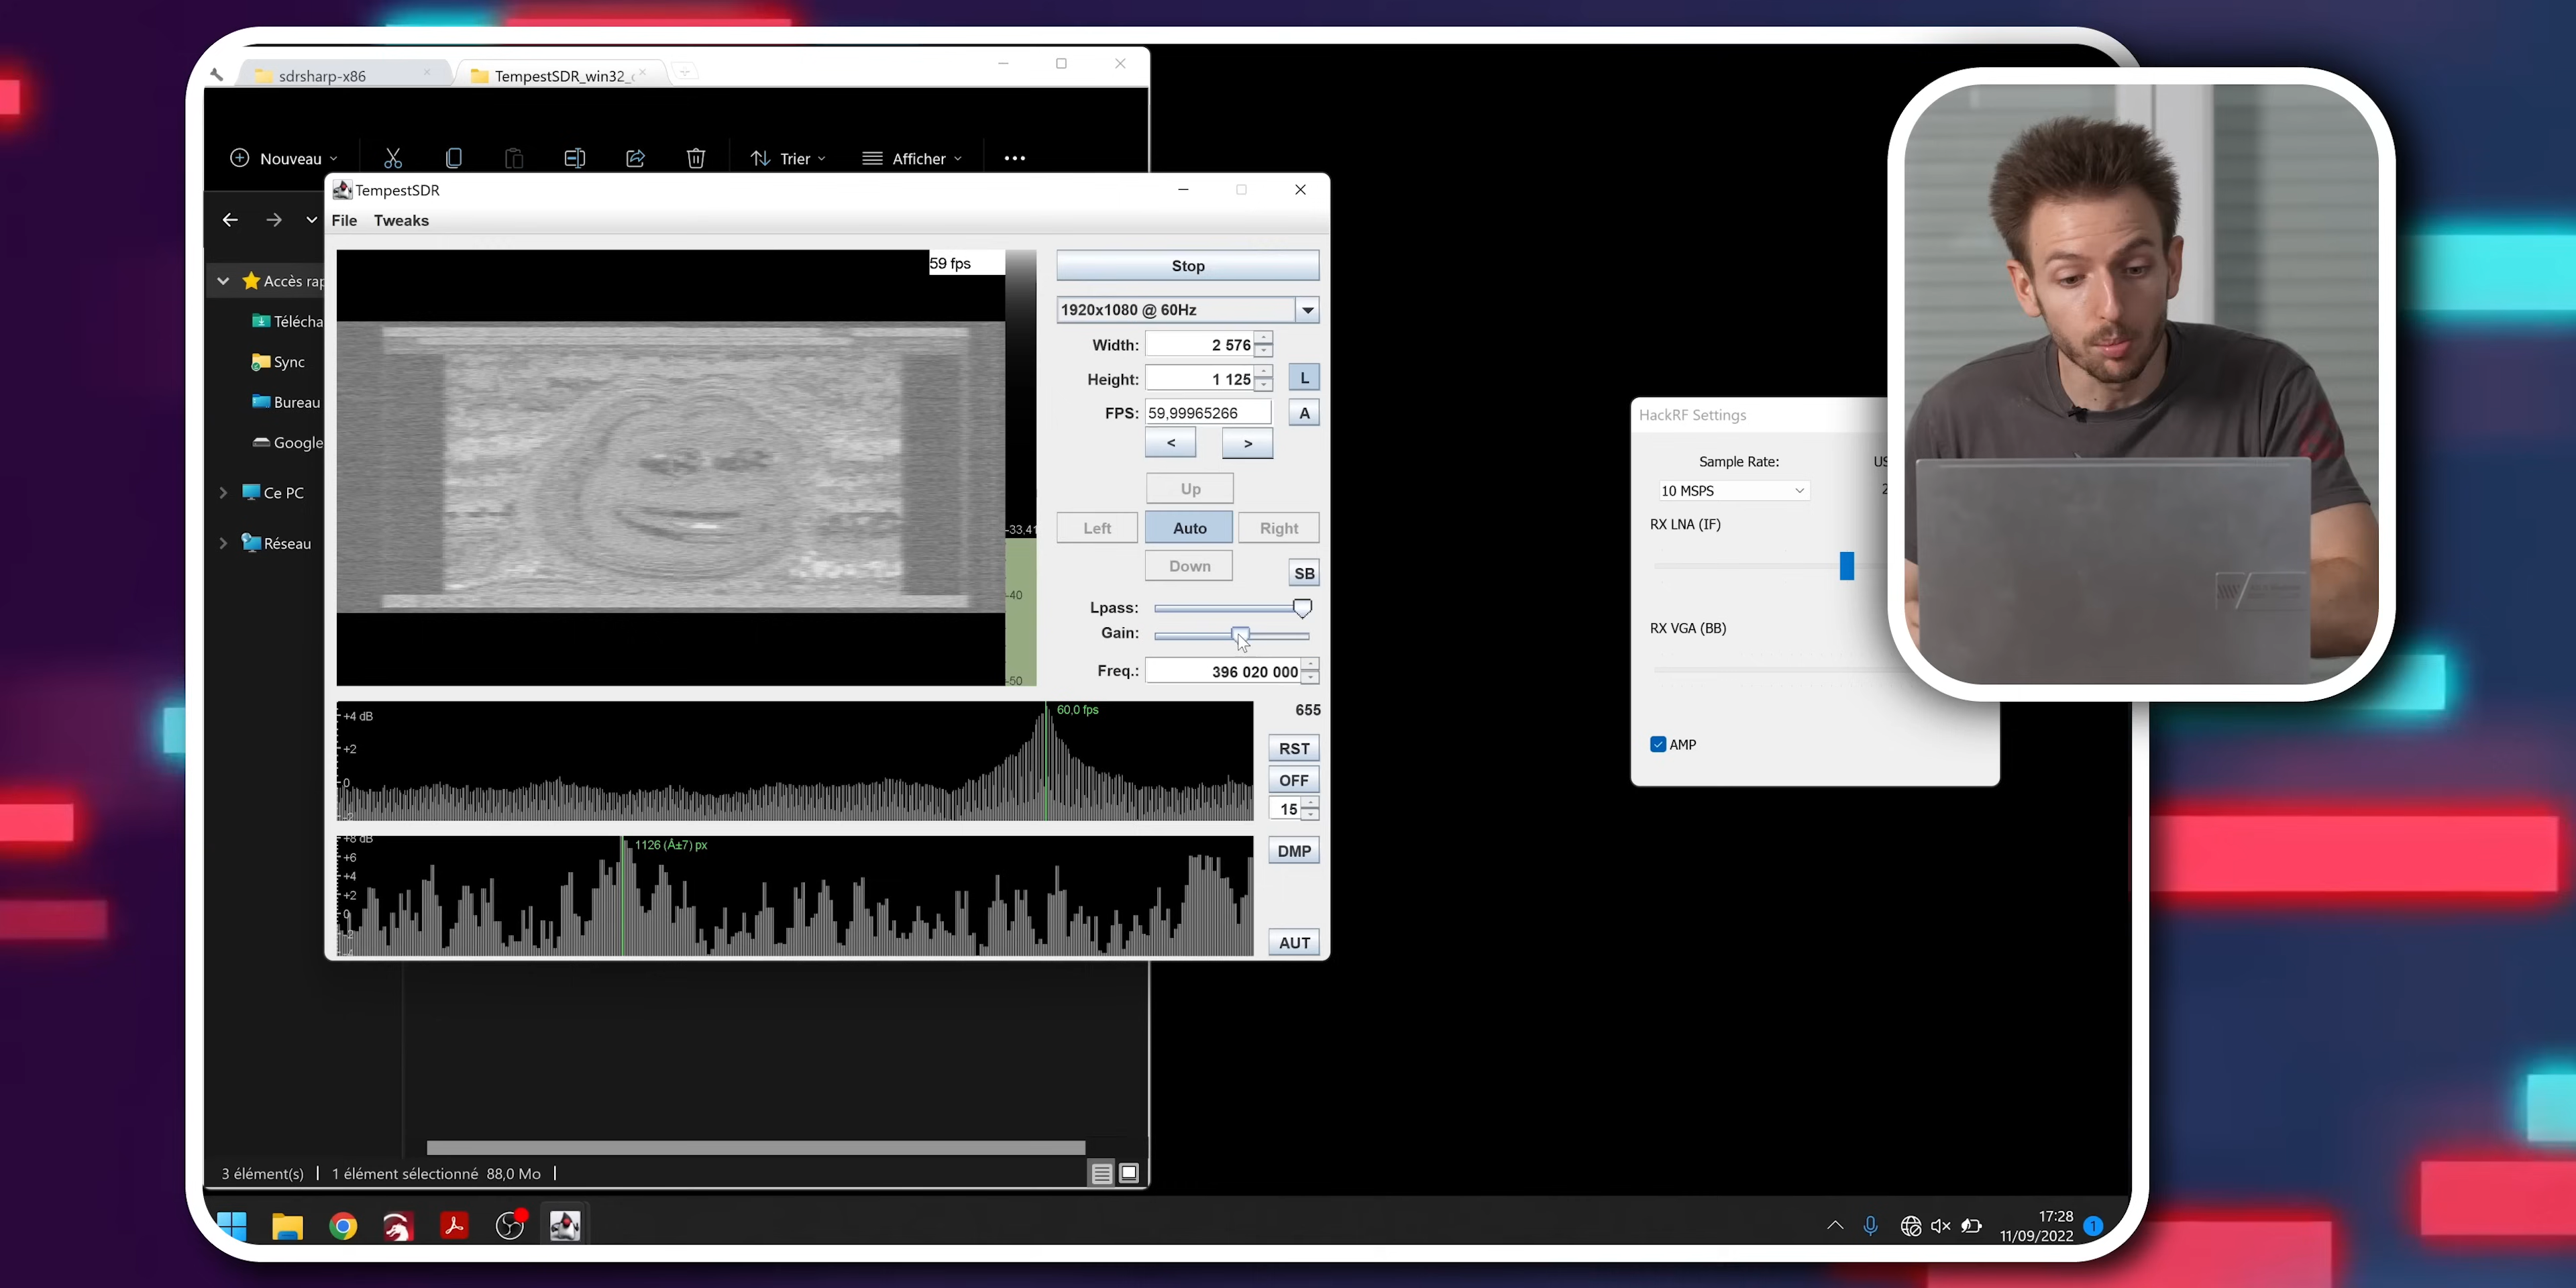 sdrsharp-x86
TempestSDR_win32_
Nouveau
Trier
Afficher
TempestSDR
File Tweaks
Accès rap
Télécha
Sync
Bureau
Google
Ce PC
Réseau
59 fps
-33,41
-40
-50
Stop
1920x1080 @ 60Hz
Width: 2 576
Height: 1 125 L
FPS: 59,99965266 A
< >
Up
Left Auto Right
Down
SB
Lpass:
Gain:
Freq.: 396 020 000
+4 dB
+2
0
-2
60,0 fps
655
RST
OFF
15
+8 dB
+6
+4
+2
0
-2
1126 (Á±7) px
DMP
AUT
HackRF Settings
Sample Rate:
10 MSPS
RX LNA (IF)
RX VGA (BB)
AMP
3 élément(s) 1 élément sélectionné 88,0 Mo
17:28
11/09/2022
1